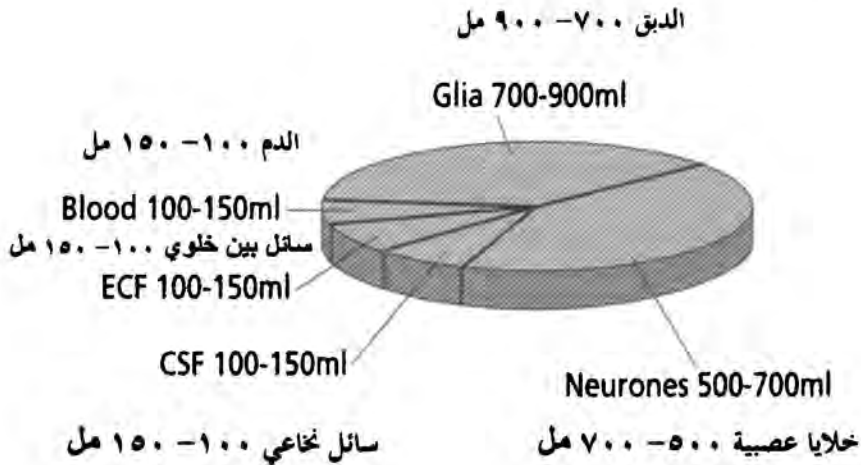 الدبق ٧٠٠- ٩٠٠ مل
Glia 700-900ml
الدم ١٠٠- ١٥٠ مل
Blood 100-150ml
سائل بين خلوي ١٠٠- ١٥٠ مل
ECF 100-150ml
CSF 100-150ml
Neurones 500-700ml
سائل نخاعي ١٠٠- ١٥٠ مل
خلايا عصبية ٥٠٠- ٧٠٠ مل